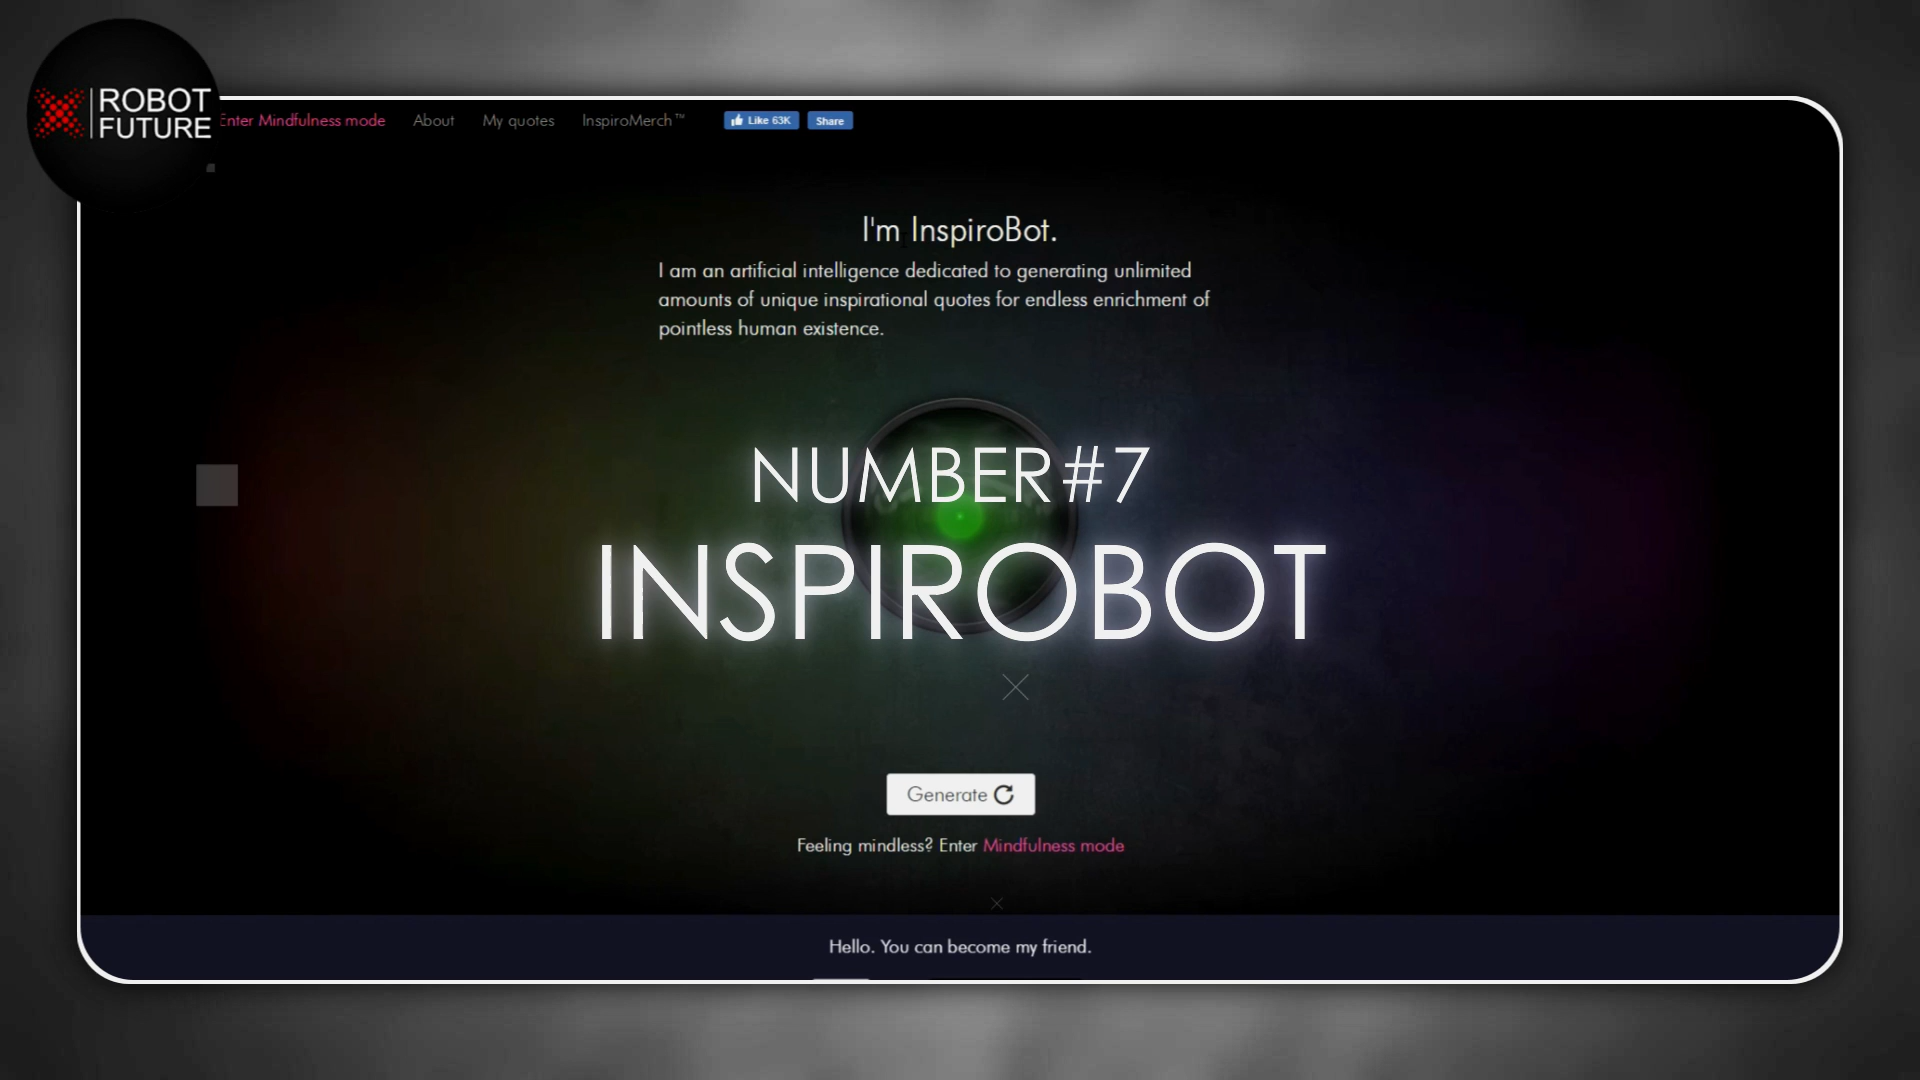 ROBOT
FUTURE
Enter Mindfulness mode About My quotes InspiroMerch™ Like 63K Share
I'm InspiroBot.
I am an artificial intelligence dedicated to generating unlimited
amounts of unique inspirational quotes for endless enrichment of
pointless human existence.
NUMBER#7
INSPIROBOT
Generate
Feeling mindless? Enter Mindfulness mode
Hello. You can become my friend.